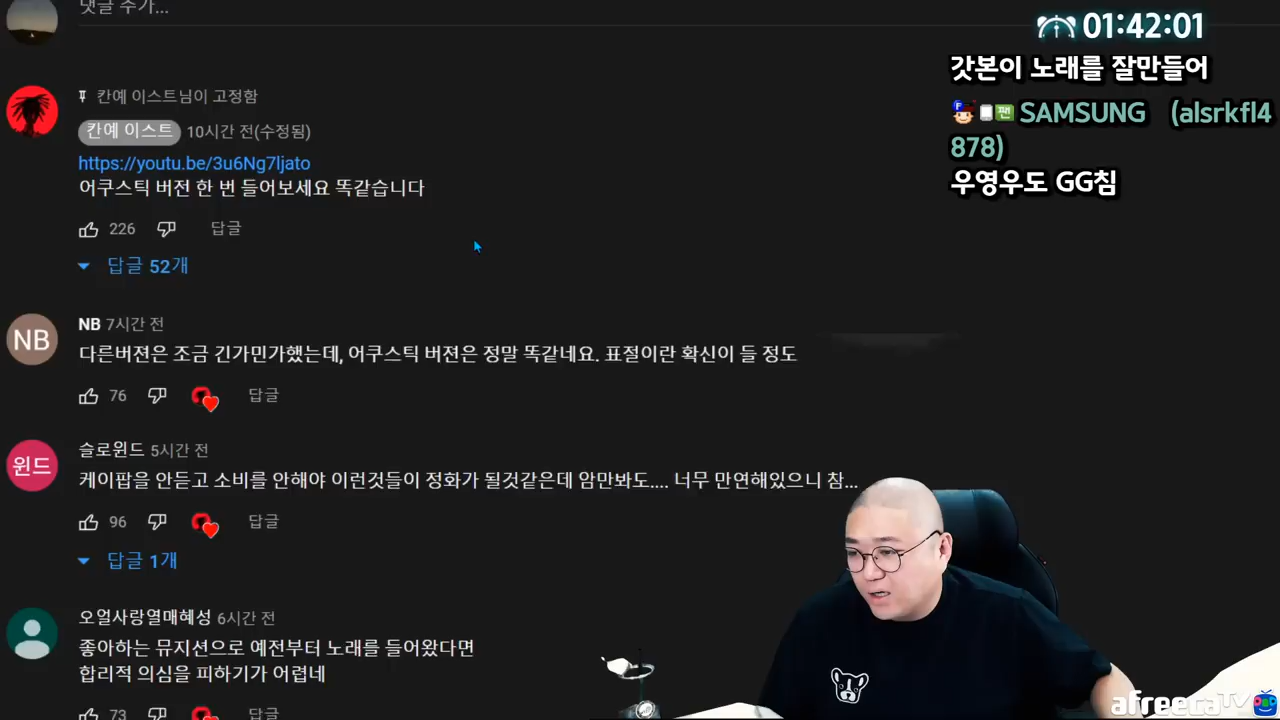 댓글 추가...
01:42:01
갓본이 노래를 잘만들어
SAMSUNG (alsrkfl4
878)
우영우도 GG침
칸예 이스트님이 고정함
칸예 이스트 10시간 전(수정됨)
https://youtu.be/3u6Ng7ljato
어쿠스틱 버젼 한 번 들어보세요 똑같습니다
226 답글
답글 52개
NB
NB 7시간 전
다른버젼은 조금 긴가민가했는데, 어쿠스틱 버젼은 정말 똑같네요. 표절이란 확신이 들 정도
76 답글
윈드
슬로윈드 5시간 전
케이팝을 안듣고 소비를 안해야 이런것들이 정화가 될것같은데 암만봐도.... 너무 만연해있으니 참...
96 답글
답글 1개
오얼사랑열매혜성 6시간 전
좋아하는 뮤지션으로 예전부터 노래를 들어왔다면
합리적 의심을 피하기가 어렵네
73 답글
afreecaTV